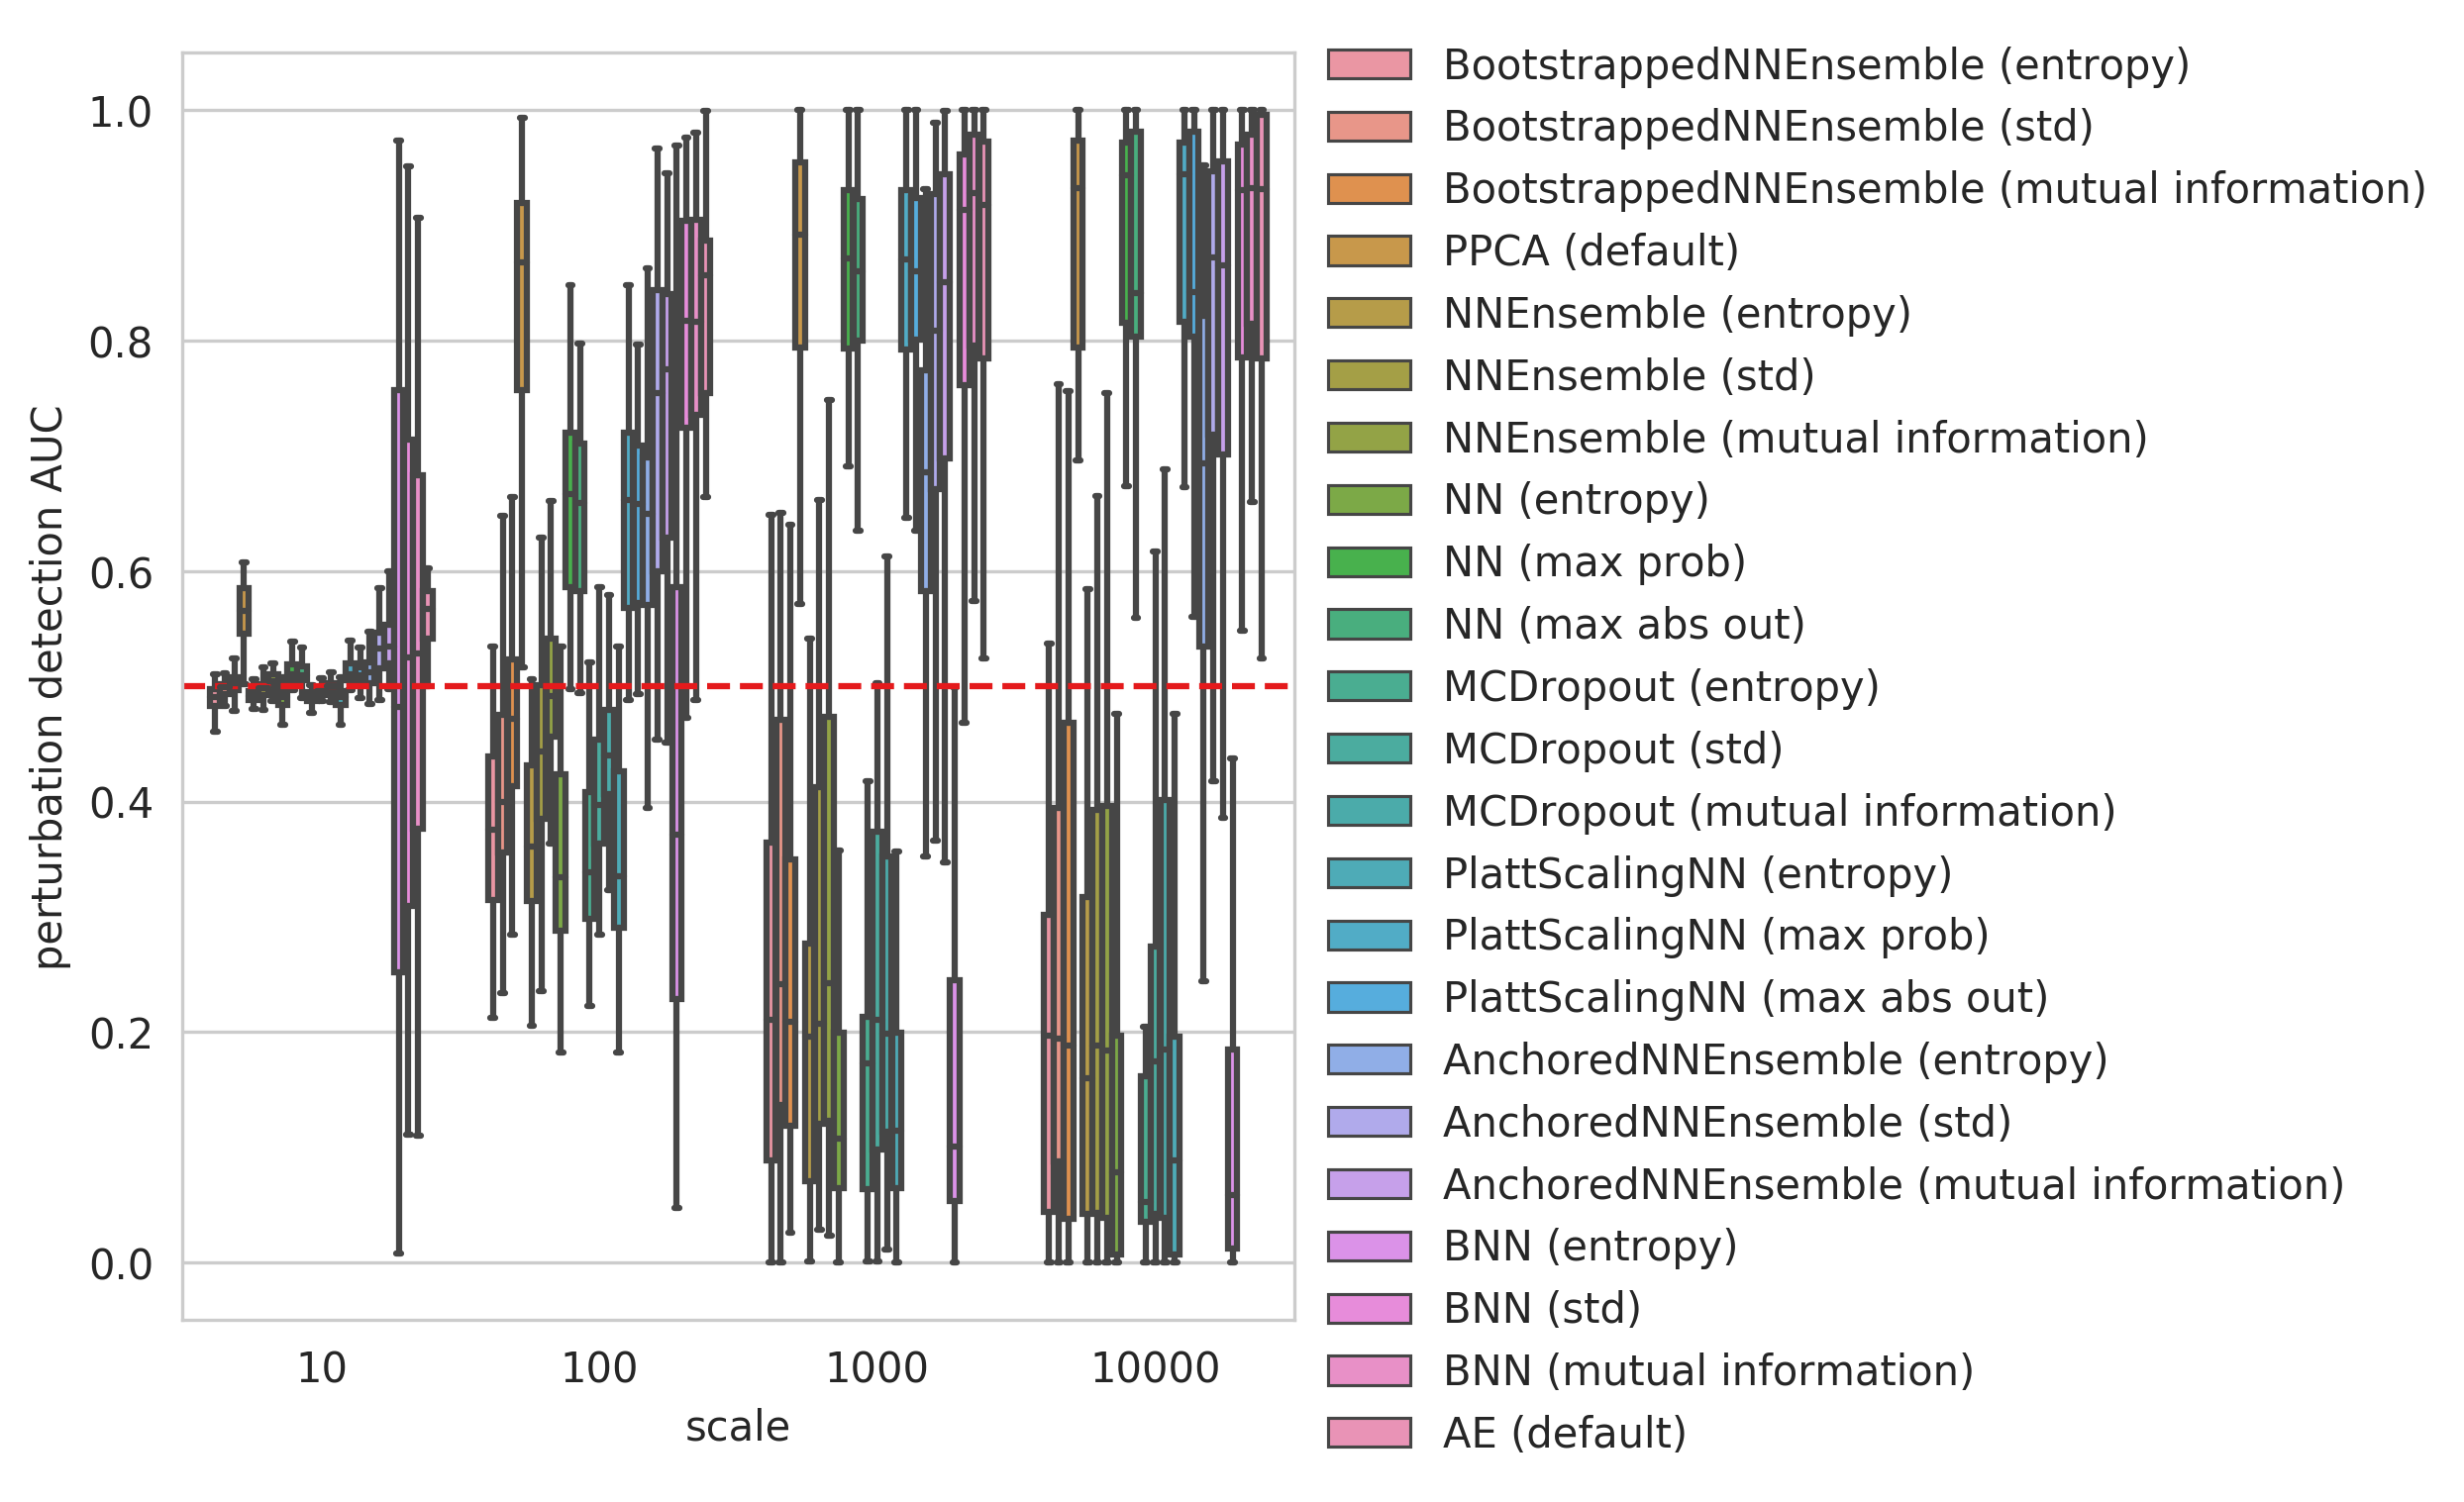 perturbation detection AUC
1.0
0.8
0.6
0.4
0.2
0.0
10
100
1000
10000
scale
BootstrappedNNEnsemble (entropy)
BootstrappedNNEnsemble (std)
BootstrappedNNEnsemble (mutual information)
PPCA (default)
NNEnsemble (entropy)
NNEnsemble (std)
NNEnsemble (mutual information)
NN (entropy)
NN (max prob)
NN (max abs out)
MCDropout (entropy)
MCDropout (std)
MCDropout (mutual information)
PlattScalingNN (entropy)
PlattScalingNN (max prob)
PlattScalingNN (max abs out)
AnchoredNNEnsemble (entropy)
AnchoredNNEnsemble (std)
AnchoredNNEnsemble (mutual information)
BNN (entropy)
BNN (std)
BNN (mutual information)
AE (default)